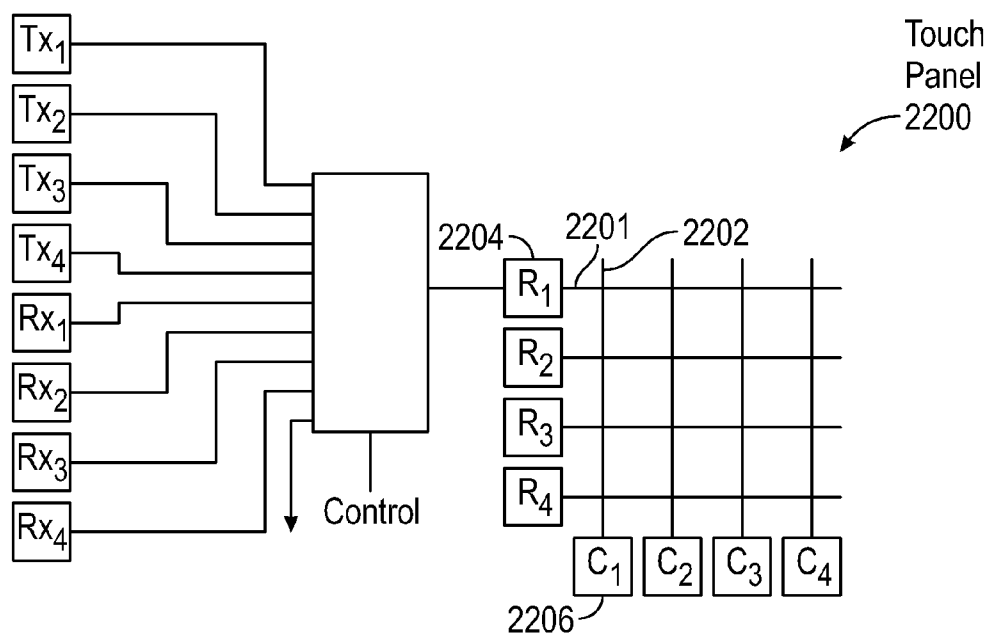 Tx1
Tx2
Tx3
Tx4
Rx1
Rx2
Rx3
Rx4
Control
Touch
Panel
2200
2204
2201
2202
R1
R2
R3
R4
C1
C2
C3
C4
2206